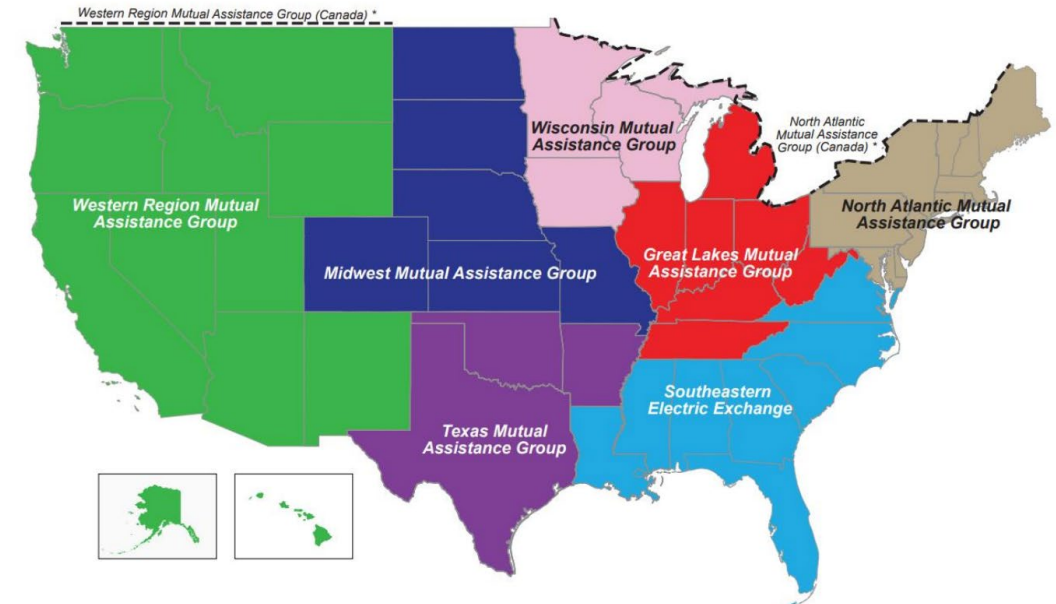 Western Region Mutual Assistance Group (Canada) *
Wisconsin Mutual
Assistance Group
North Atlantic
Mutual Assistance
Group (Canada) *
Western Region Mutual
Assistance Group
North Atlantic Mutual
Assistance Group
Great Lakes Mutual
Assistance Group
Midwest Mutual Assistance Group
Southeastern
Electric Exchange
Texas Mutual
Assistance Group